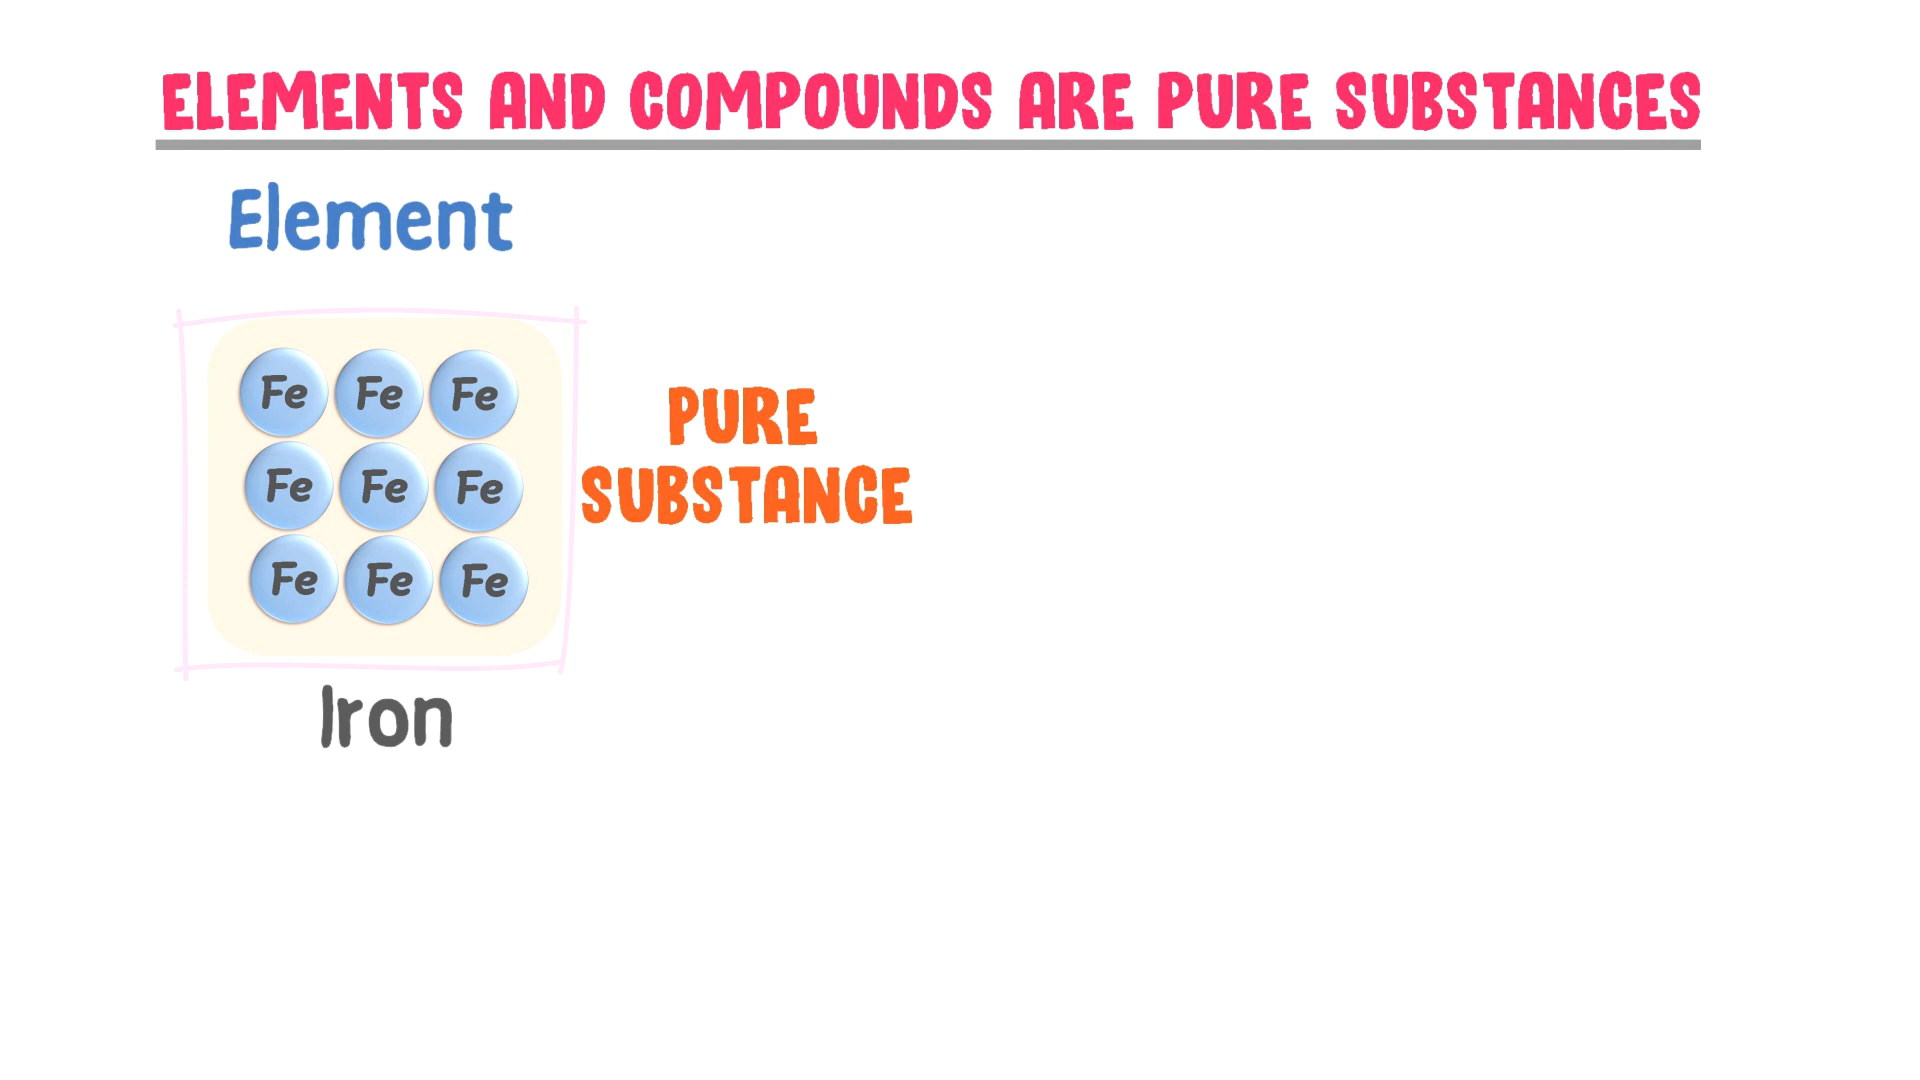 ELEMENTS AND COMPOUNDS ARE PURE SUBSTANCES
Element
Fe Fe Fe
Fe Fe Fe
Fe Fe Fe
PURE
SUBSTANCE
Iron